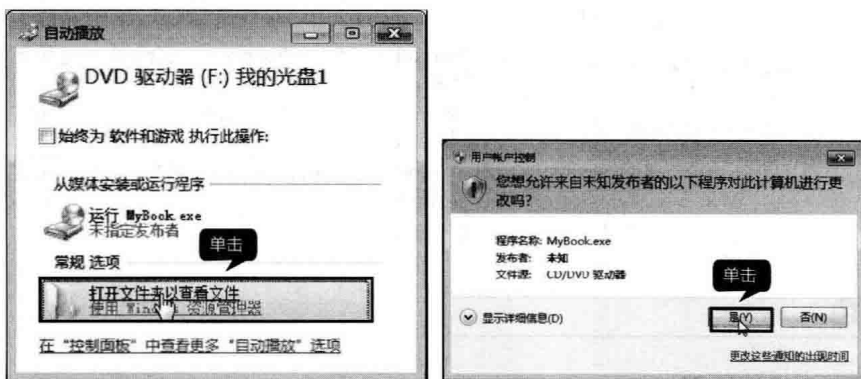 自动播放
DVD 驱动器 (F:) 我的光盘1
始终为 软件和游戏 执行此操作:
从媒体安装或运行程序
运行 MyBook.exe
未指定发布者
单击
常规 选项
打开文件夹以查看文件
使用 Windows 资源管理器
在“控制面板”中查看更多“自动播放”选项
用户帐户控制
您想允许来自未知发布者的以下程序对此计算机进行更
改吗?
程序名称: MyBook.exe
发布者: 未知
文件源: CD/DVD 驱动器
单击
显示详细信息(D)
是(Y)
否(N)
更改这些通知的出现时间